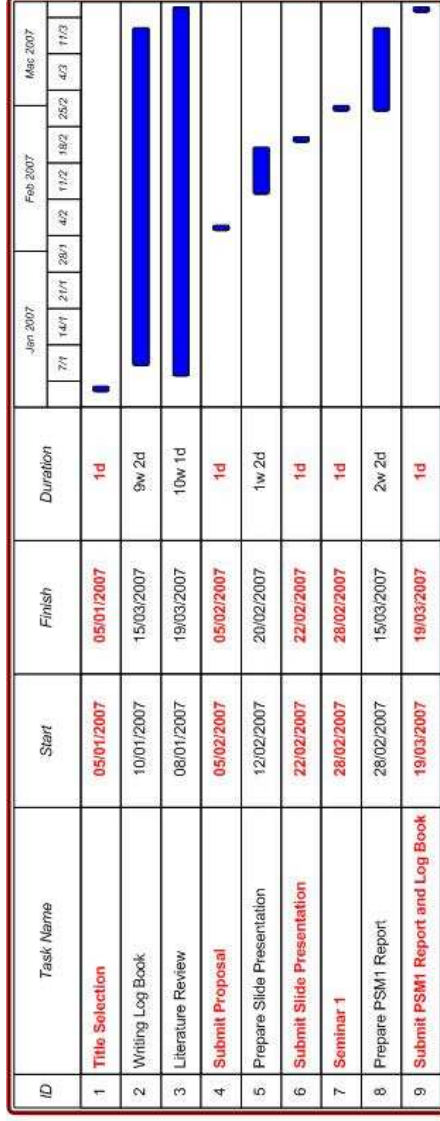 ID Task Name Start Finish Duration Jan 2007 Feb 2007 Mac 2007
7/1 14/1 21/1 28/1 4/2 11/2 18/2 25/2 4/3 11/3
1 Title Selection 05/01/2007 05/01/2007 1d
2 Writing Log Book 10/01/2007 15/03/2007 9w 2d
3 Literature Review 08/01/2007 19/03/2007 10w 1d
4 Submit Proposal 05/02/2007 05/02/2007 1d
5 Prepare Slide Presentation 12/02/2007 20/02/2007 1w 2d
6 Submit Slide Presentation 22/02/2007 22/02/2007 1d
7 Seminar 1 28/02/2007 28/02/2007 1d
8 Prepare PSM1 Report 28/02/2007 15/03/2007 2w 2d
9 Submit PSM1 Report and Log Book 19/03/2007 19/03/2007 1d